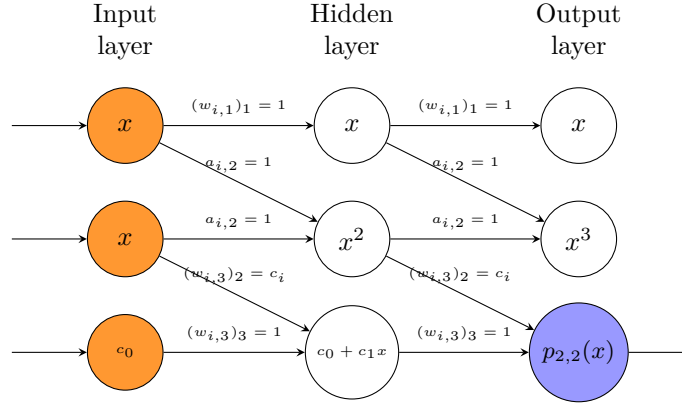 Input layer
Hidden layer
Output layer
$x$
$(w_{i,1})_1 = 1$
$x$
$(w_{i,1})_1 = 1$
$x$
$a_{i,2} = 1$
$a_{i,2} = 1$
$x$
$a_{i,2} = 1$
$x^2$
$a_{i,2} = 1$
$x^3$
$(w_{i,3})_2 = c_i$
$(w_{i,3})_2 = c_i$
$c_0$
$(w_{i,3})_3 = 1$
$c_0 + c_1x$
$(w_{i,3})_3 = 1$
$p_{2,2}(x)$